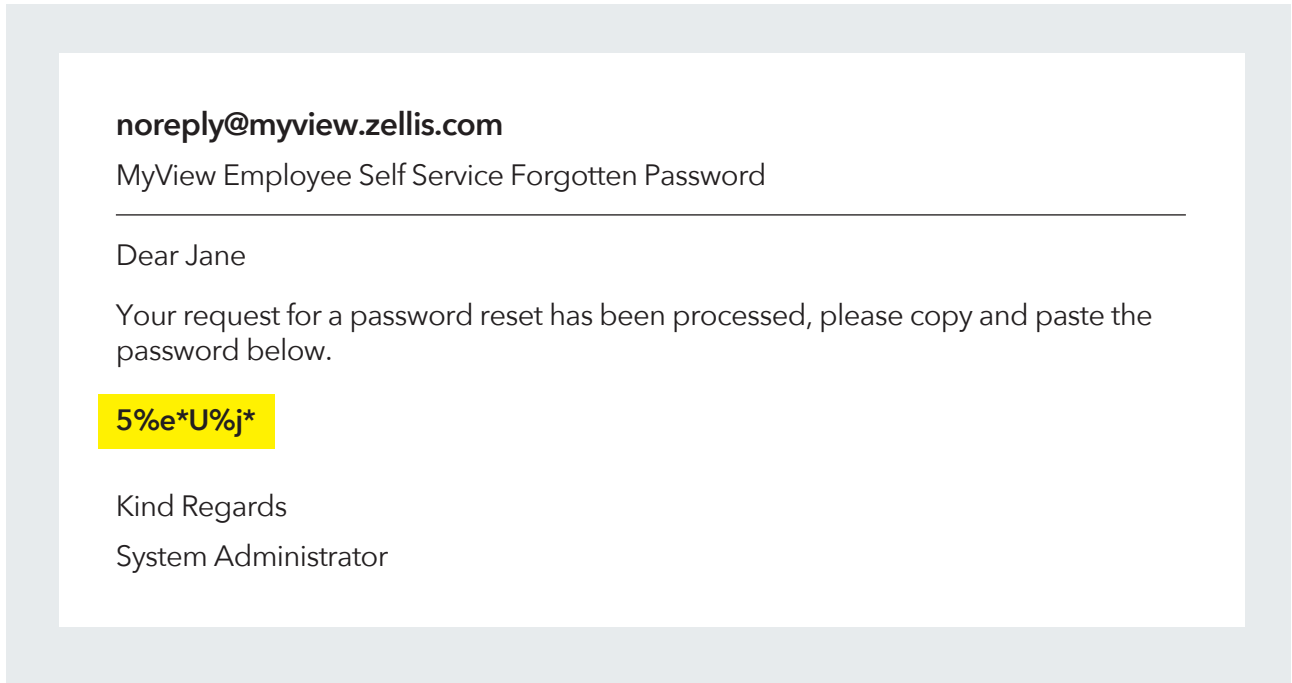 noreply@myview.zellis.com
MyView Employee Self Service Forgotten Password
Dear Jane
Your request for a password reset has been processed, please copy and paste the
password below.
5%e*U%j*
Kind Regards
System Administrator